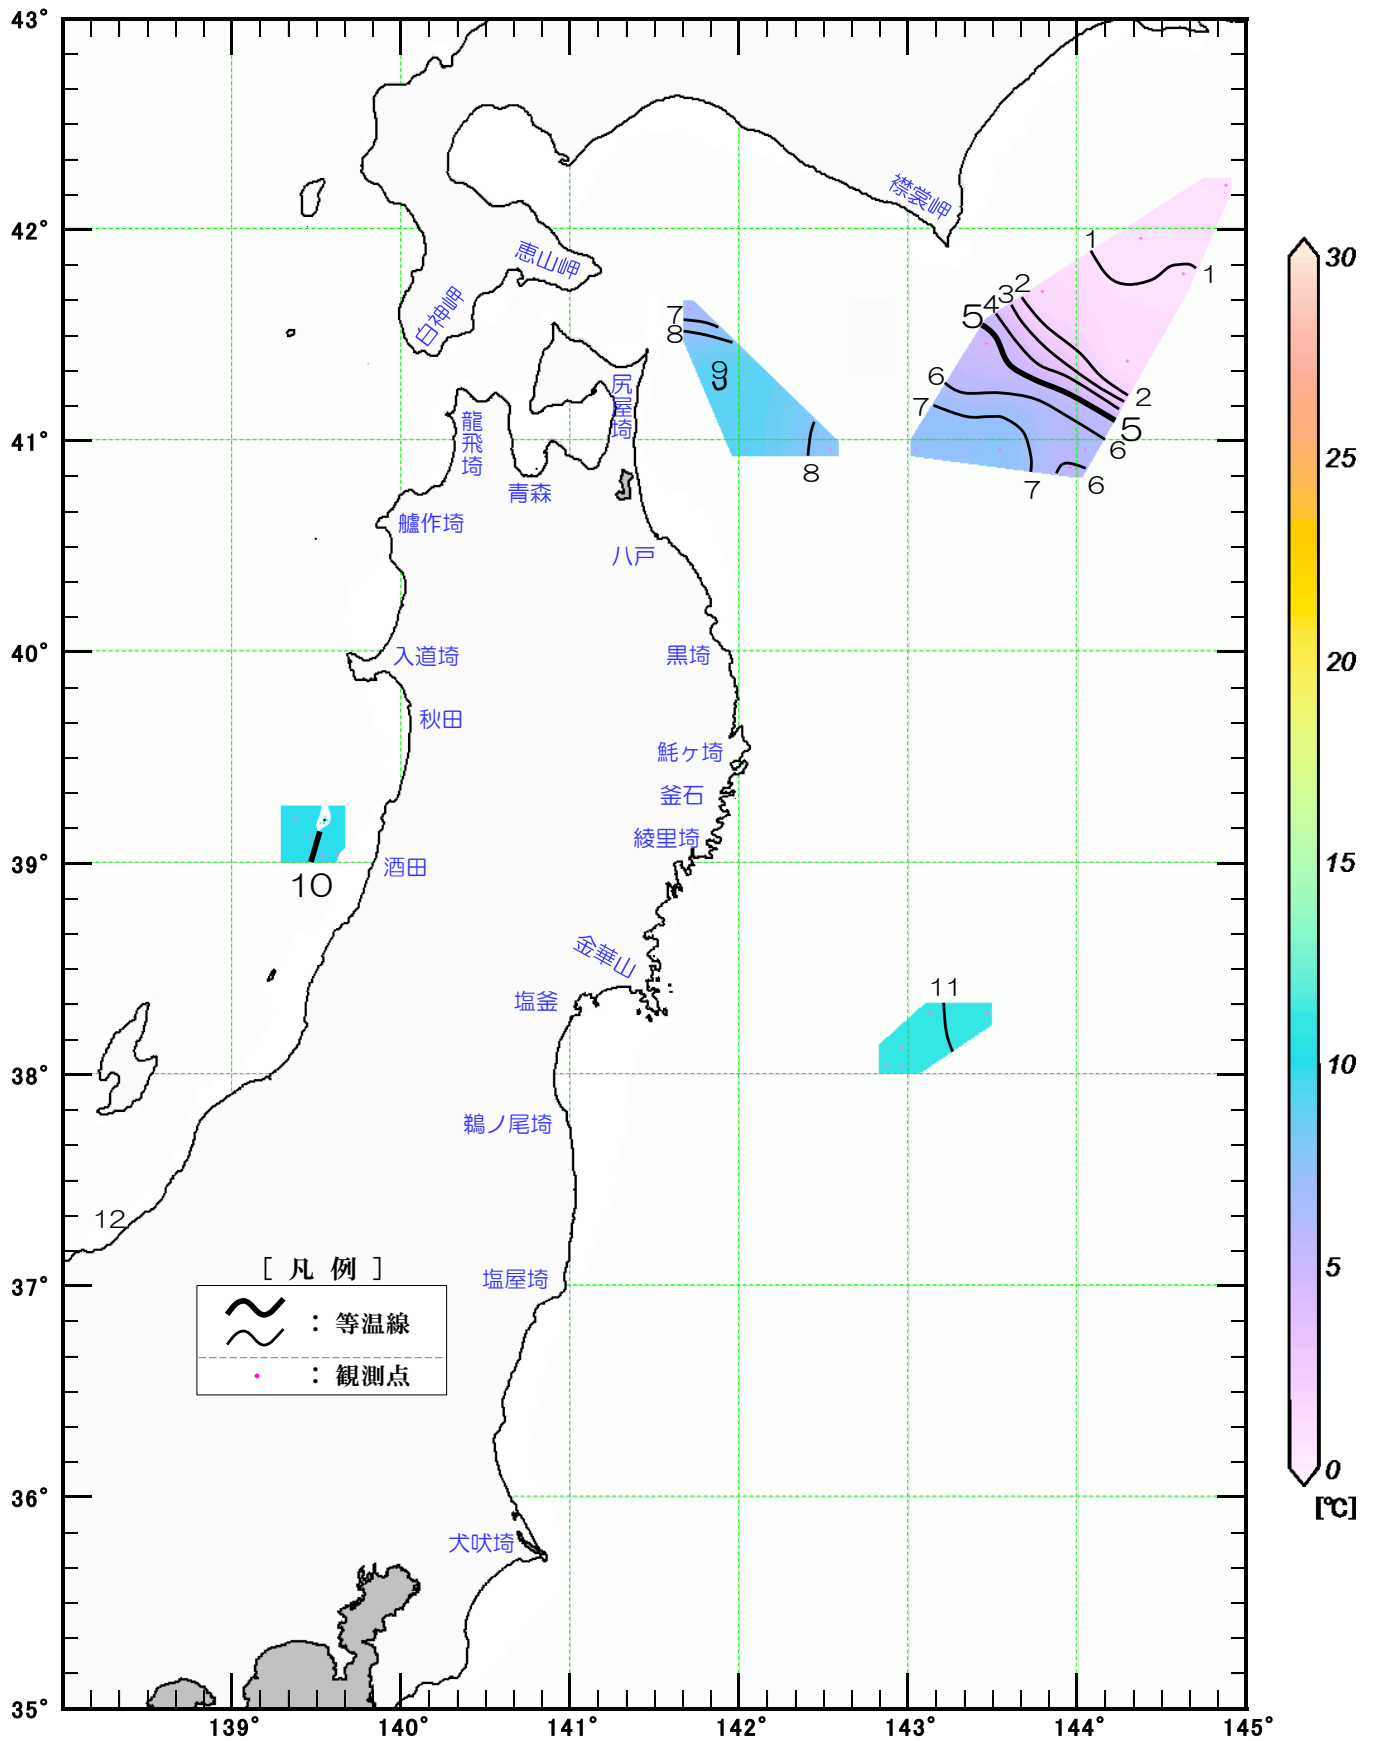 43°
襟裳岬
42°
恵山岬
白神岬
1
1
30
2
3
4
5
7
8
9
6
7
2
5
6
尻屋埼
龍飛埼
41°
8
7
6
25
青森
艫作埼
八戸
40°
入道埼
黒埼
20
秋田
魹ヶ埼
釜石
綾里埼
39°
酒田
10
15
金華山
塩釜
11
38°
10
鵜ノ尾埼
12
37°
塩屋埼
5
[ 凡 例 ]
: 等温線
: 観測点
36°
0
[℃]
犬吠埼
35°
139° 140° 141° 142° 143° 144° 145°